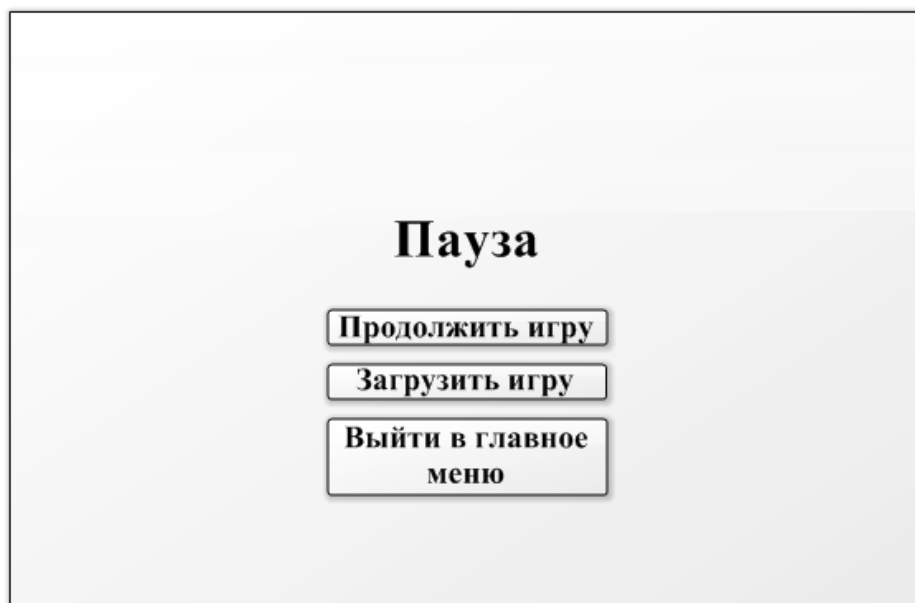 Пауза
Продолжить игру
Загрузить игру
Выйти в главное
меню